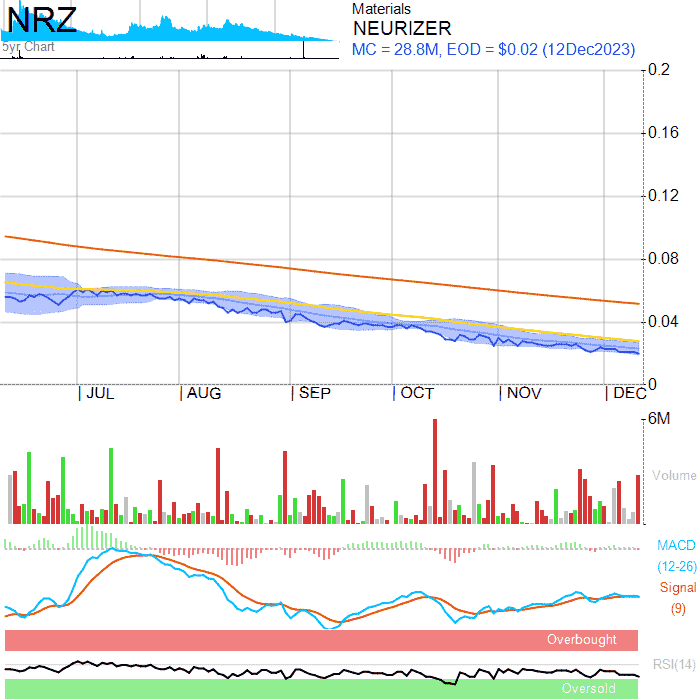 NRZ
5yr Chart
Materials
NEURIZER
MC = 28.8M, EOD = $0.02 (12Dec2023)
0.2
0.16
0.12
0.08
0.04
0
JUL AUG SEP OCT NOV DEC
6M
Volume
MACD
(12-26)
Signal
(9)
Overbought
RSI(14)
Oversold